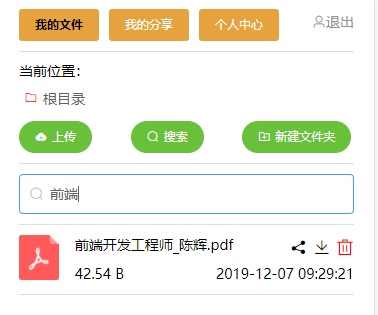 我的文件 我的分享 个人中心 退出
当前位置：
根目录
上传 搜索 新建文件夹
前端
前端开发工程师_陈辉.pdf
42.54 B 2019-12-07 09:29:21